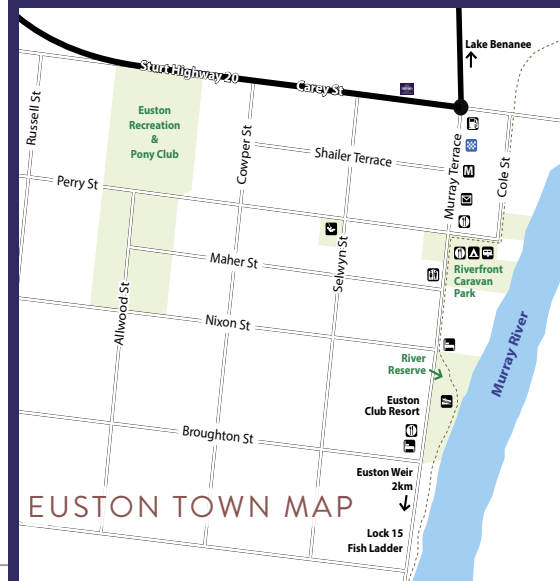 Lake Benanee
Sturt Highway 20
Carey St
Euston
Recreation
&
Pony Club
Russell St
Cowper St
Shailer Terrace
Murray Terrace
Cole St
M
Perry St
Selwyn St
Maher St
Riverfront
Caravan
Park
Allwood St
Nixon St
Murray River
River
Reserve
Euston
Club Resort
Broughton St
Euston Weir
2km
EUSTON TOWN MAP
Lock 15
Fish Ladder